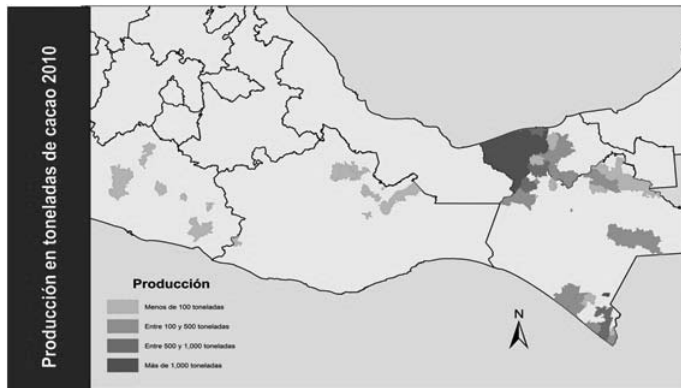 Producción en toneladas de cacao 2010
Producción
Menos de 100 toneladas
Entre 100 y 500 toneladas
Entre 500 y 1,000 toneladas
Más de 1,000 toneladas
N